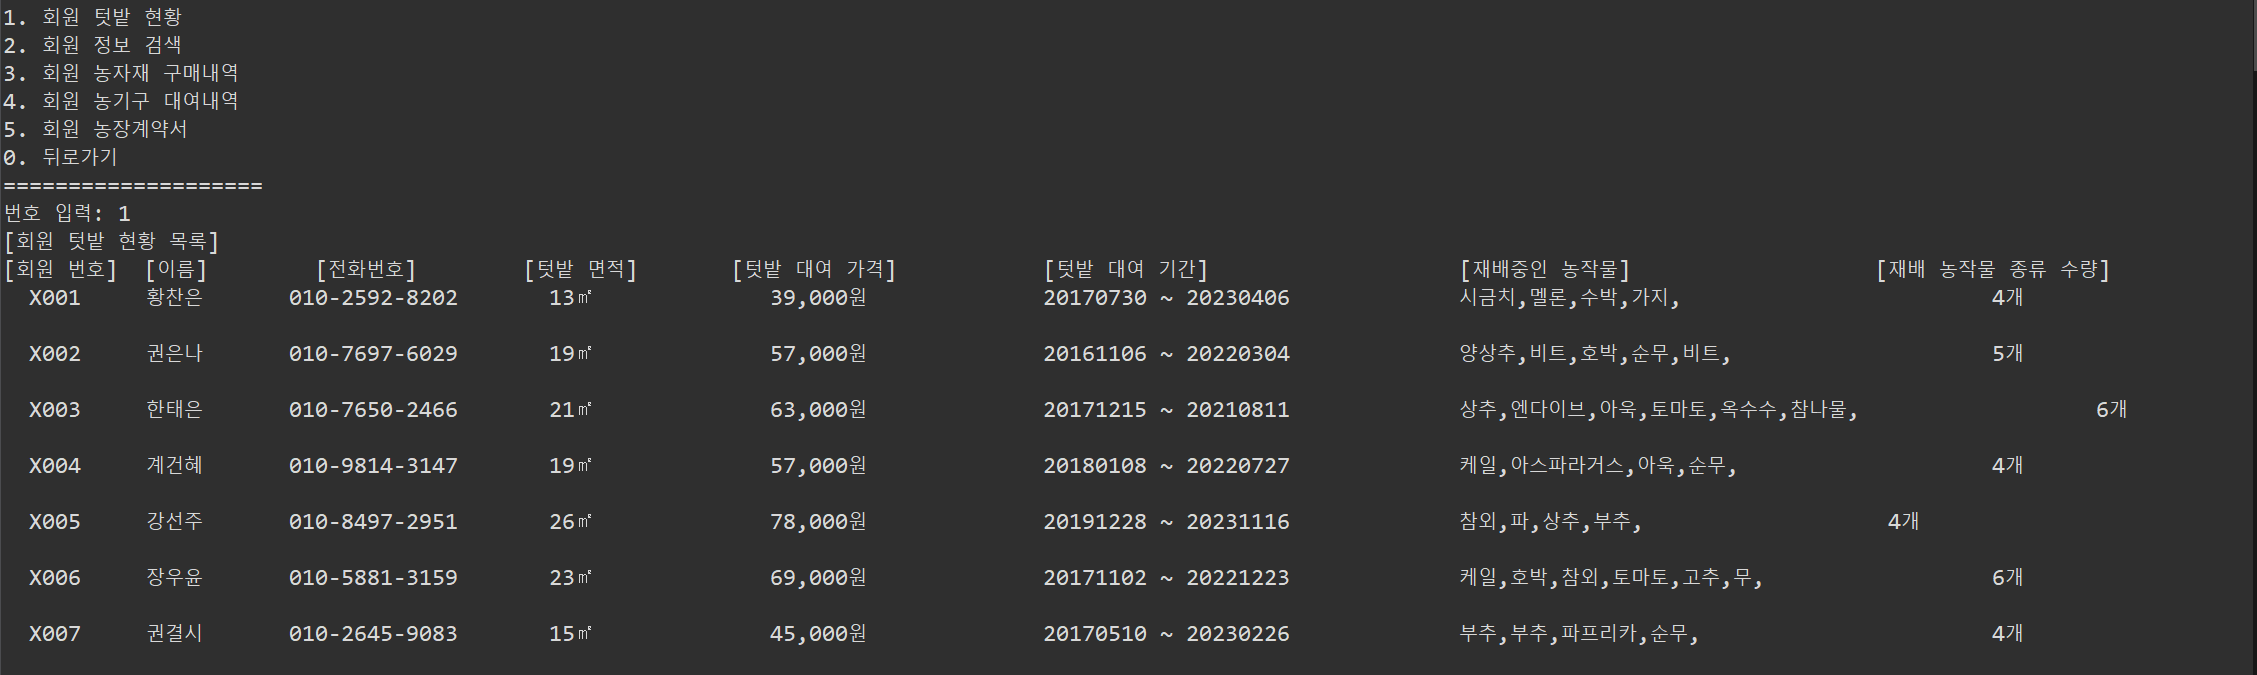 1. 회원 텃밭 현황
2. 회원 정보 검색
3. 회원 농자재 구매내역
4. 회원 농기구 대여내역
5. 회원 농장계약서
0. 뒤로가기
====================
번호 입력: 1
[회원 텃밭 현황 목록]
[회원 번호] [이름] [전화번호] [텃밭 면적] [텃밭 대여 가격] [텃밭 대여 기간] [재배중인 농작물] [재배 농작물 종류 수량]
X001 황찬은 010-2592-8202 13㎡ 39,000원 20170730 ~ 20230406 시금치,멜론,수박,가지, 4개
X002 권은나 010-7697-6029 19㎡ 57,000원 20161106 ~ 20220304 양상추,비트,호박,순무,비트, 5개
X003 한태은 010-7650-2466 21㎡ 63,000원 20171215 ~ 20210811 상추,엔다이브,아욱,토마토,옥수수,참나물, 6개
X004 계건혜 010-9814-3147 19㎡ 57,000원 20180108 ~ 20220727 케일,아스파라거스,아욱,순무, 4개
X005 강선주 010-8497-2951 26㎡ 78,000원 20191228 ~ 20231116 참외,파,상추,부추, 4개
X006 장우윤 010-5881-3159 23㎡ 69,000원 20171102 ~ 20221223 케일,호박,참외,토마토,고추,무, 6개
X007 권결시 010-2645-9083 15㎡ 45,000원 20170510 ~ 20230226 부추,부추,파프리카,순무, 4개